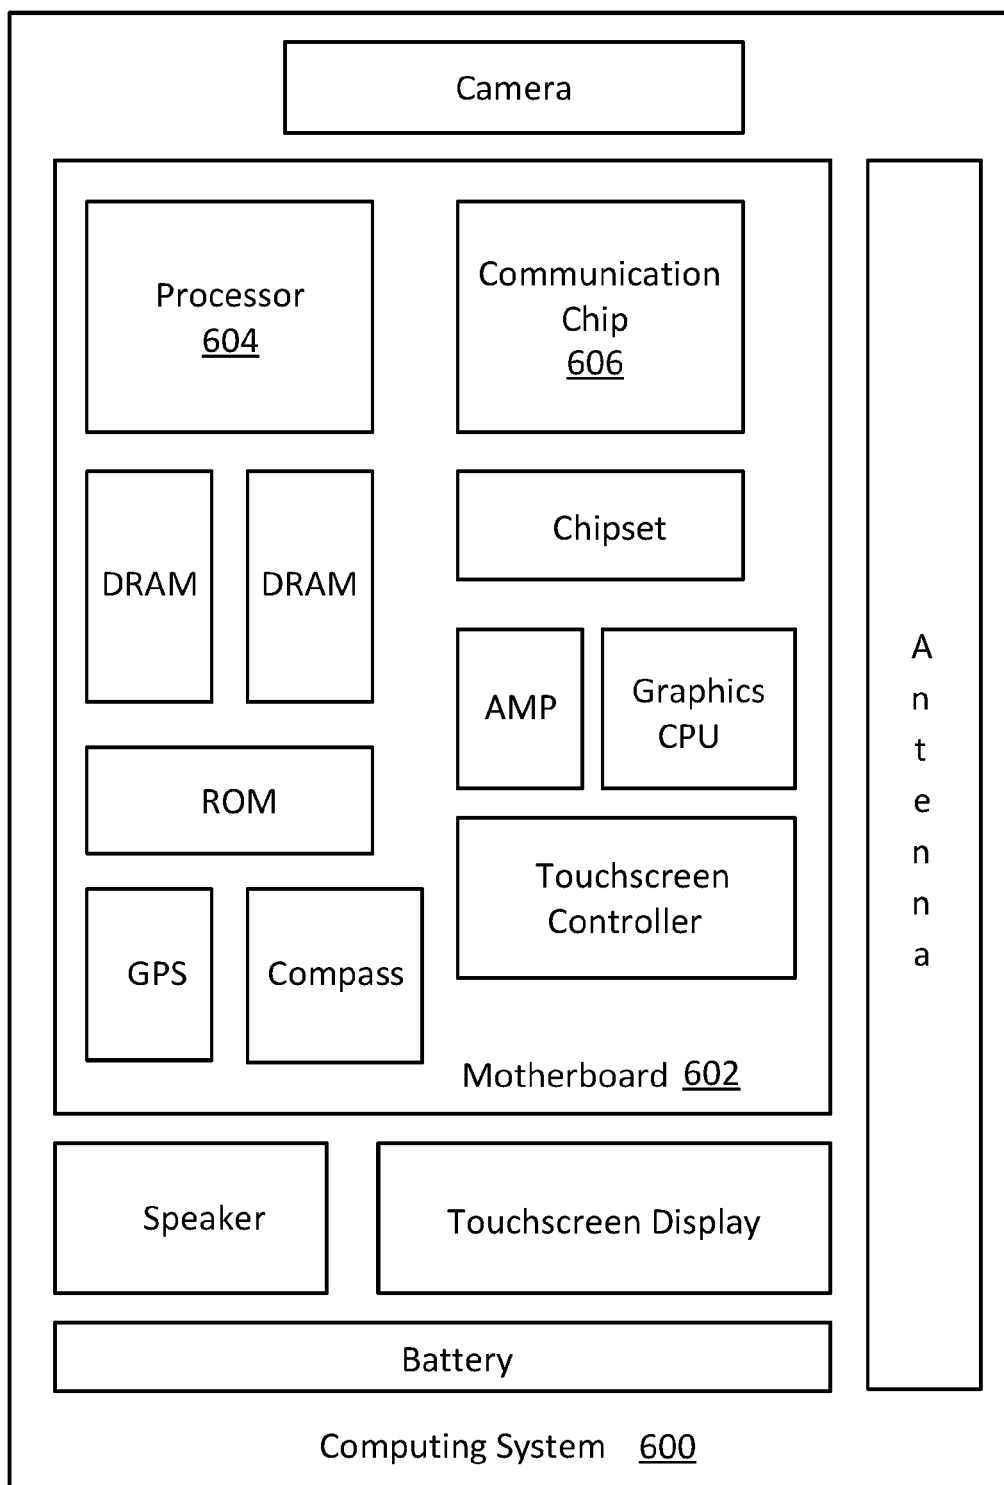 Camera
Processor
604
Communication
Chip
606
DRAM
DRAM
Chipset
AMP
Graphics
CPU
ROM
Touchscreen
Controller
GPS
Compass
Motherboard 602
Antenna
Speaker
Touchscreen Display
Battery
Computing System 600